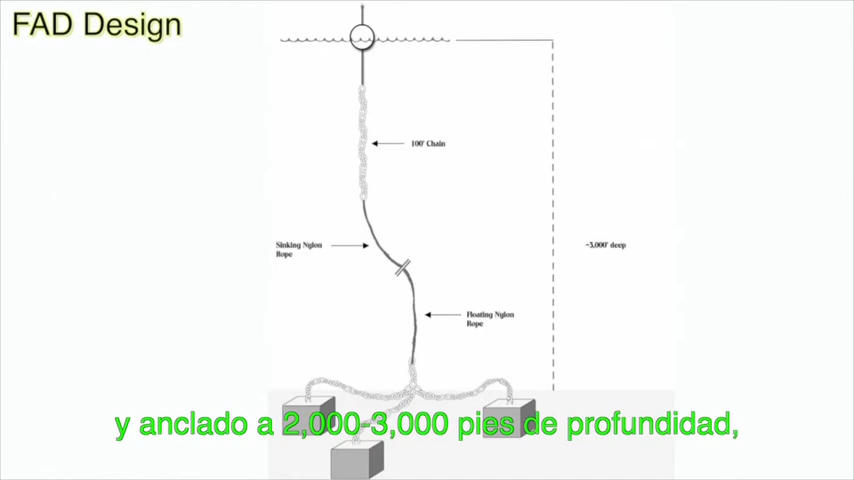 FAD Design
100' Chain
Sinking Nylon
Rope
~3,000' deep
Floating Nylon
Rope
y anclado a 2,000-3,000 pies de profundidad,